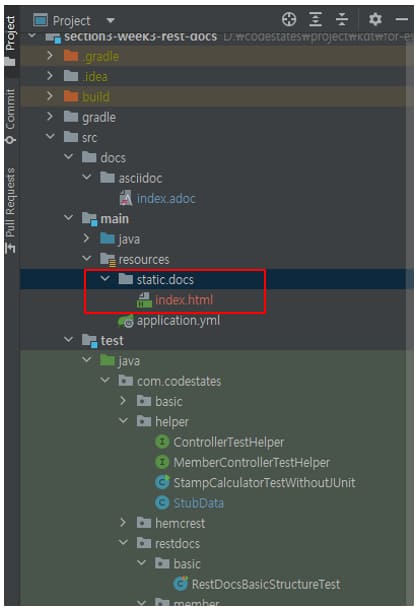 Project
Project
Commit
Pull Requests
section3-week3-rest-docs D:₩codestates₩project₩kdt₩for-e
.gradle
.idea
build
gradle
src
docs
asciidoc
index.adoc
main
java
resources
static.docs
index.html
application.yml
test
java
com.codestates
basic
helper
ControllerTestHelper
MemberControllerTestHelper
StampCalculatorTestWithoutJUnit
StubData
hemcrest
restdocs
basic
RestDocsBasicStructureTest
member